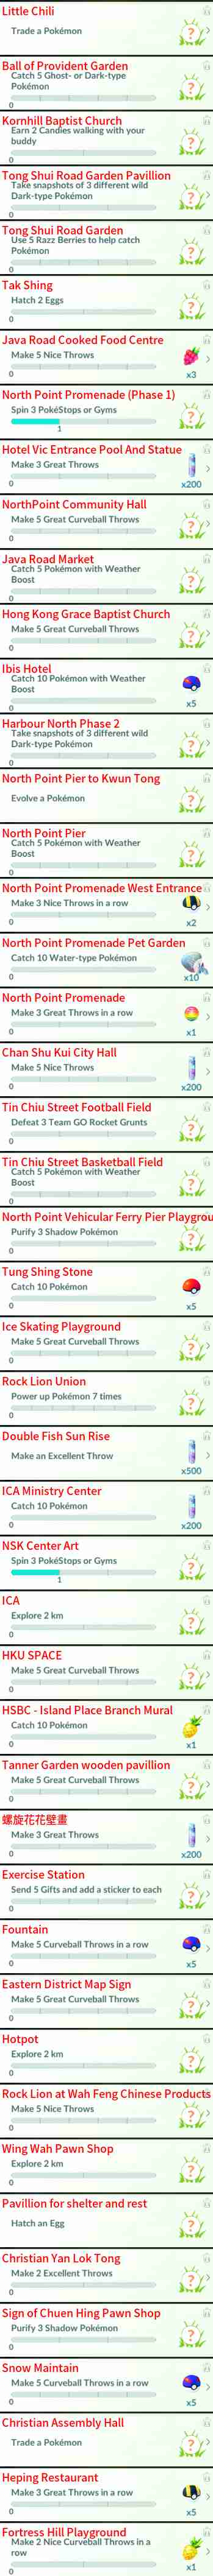 Little Chili
Trade a Pokémon
Ball of Provident Garden
Catch 5 Ghost- or Dark-type
Pokémon
0
Kornhill Baptist Church
Earn 2 Candies walking with your
buddy
0
Tong Shui Road Garden Pavillion
Take snapshots of 3 different wild
Dark-type Pokémon
0
Tong Shui Road Garden
Use 5 Razz Berries to help catch
Pokémon
0
Tak Shing
Hatch 2 Eggs
0
Java Road Cooked Food Centre
Make 5 Nice Throws
0
x3
North Point Promenade (Phase 1)
Spin 3 PokéStops or Gyms
1
Hotel Vic Entrance Pool And Statue
Make 3 Great Throws
0
x200
NorthPoint Community Hall
Make 5 Great Curveball Throws
0
Java Road Market
Catch 5 Pokémon with Weather
Boost
0
Hong Kong Grace Baptist Church
Make 5 Great Curveball Throws
0
Ibis Hotel
Catch 10 Pokémon with Weather
Boost
0
x5
Harbour North Phase 2
Take snapshots of 3 different wild
Dark-type Pokémon
0
North Point Pier to Kwun Tong
Evolve a Pokémon
North Point Pier
Catch 5 Pokémon with Weather
Boost
0
North Point Promenade West Entrance
Make 3 Nice Throws in a row
0
x2
North Point Promenade Pet Garden
Catch 10 Water-type Pokémon
0
x10
North Point Promenade
Make 3 Great Throws in a row
0
x1
Chan Shu Kui City Hall
Make 5 Nice Throws
0
x200
Tin Chiu Street Football Field
Defeat 3 Team GO Rocket Grunts
0
Tin Chiu Street Basketball Field
Catch 5 Pokémon with Weather
Boost
0
North Point Vehicular Ferry Pier Playgrou
Purify 3 Shadow Pokémon
0
Tung Shing Stone
Catch 10 Pokémon
0
x5
Ice Skating Playground
Make 5 Great Curveball Throws
0
Rock Lion Union
Power up Pokémon 7 times
0
Double Fish Sun Rise
Make an Excellent Throw
x500
ICA Ministry Center
Catch 10 Pokémon
0
x200
NSK Center Art
Spin 3 PokéStops or Gyms
1
ICA
Explore 2 km
0
HKU SPACE
Make 5 Great Curveball Throws
0
HSBC - Island Place Branch Mural
Catch 10 Pokémon
0
x1
Tanner Garden wooden pavillion
Make 5 Great Curveball Throws
0
螺旋花花壁畫
Make 3 Great Throws
0
x200
Exercise Station
Send 5 Gifts and add a sticker to each
0
Fountain
Make 5 Curveball Throws in a row
0
x5
Eastern District Map Sign
Make 5 Great Curveball Throws
0
Hotpot
Explore 2 km
0
Rock Lion at Wah Feng Chinese Products
Make 5 Nice Throws
0
Wing Wah Pawn Shop
Explore 2 km
0
Pavillion for shelter and rest
Hatch an Egg
Christian Yan Lok Tong
Make 2 Excellent Throws
0
Sign of Chuen Hing Pawn Shop
Purify 3 Shadow Pokémon
0
Snow Maintain
Make 5 Curveball Throws in a row
0
x5
Christian Assembly Hall
Trade a Pokémon
Heping Restaurant
Make 3 Great Throws in a row
0
x5
Fortress Hill Playground
Make 2 Nice Curveball Throws in a
row
0
x1